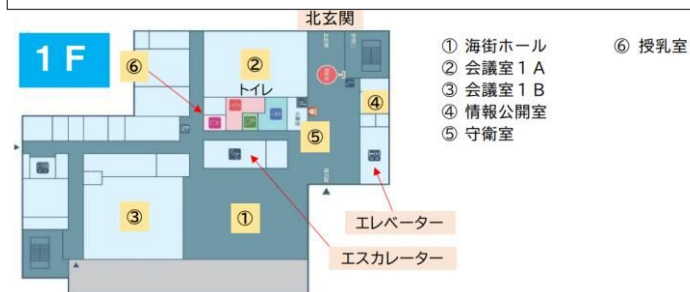 北玄関
1F
① 海街ホール
② 会議室1A
③ 会議室1B
④ 情報公開室
⑤ 守衛室
⑥ 授乳室
⑥
②
トイレ
④
⑤
③
①
エレベーター
エスカレーター